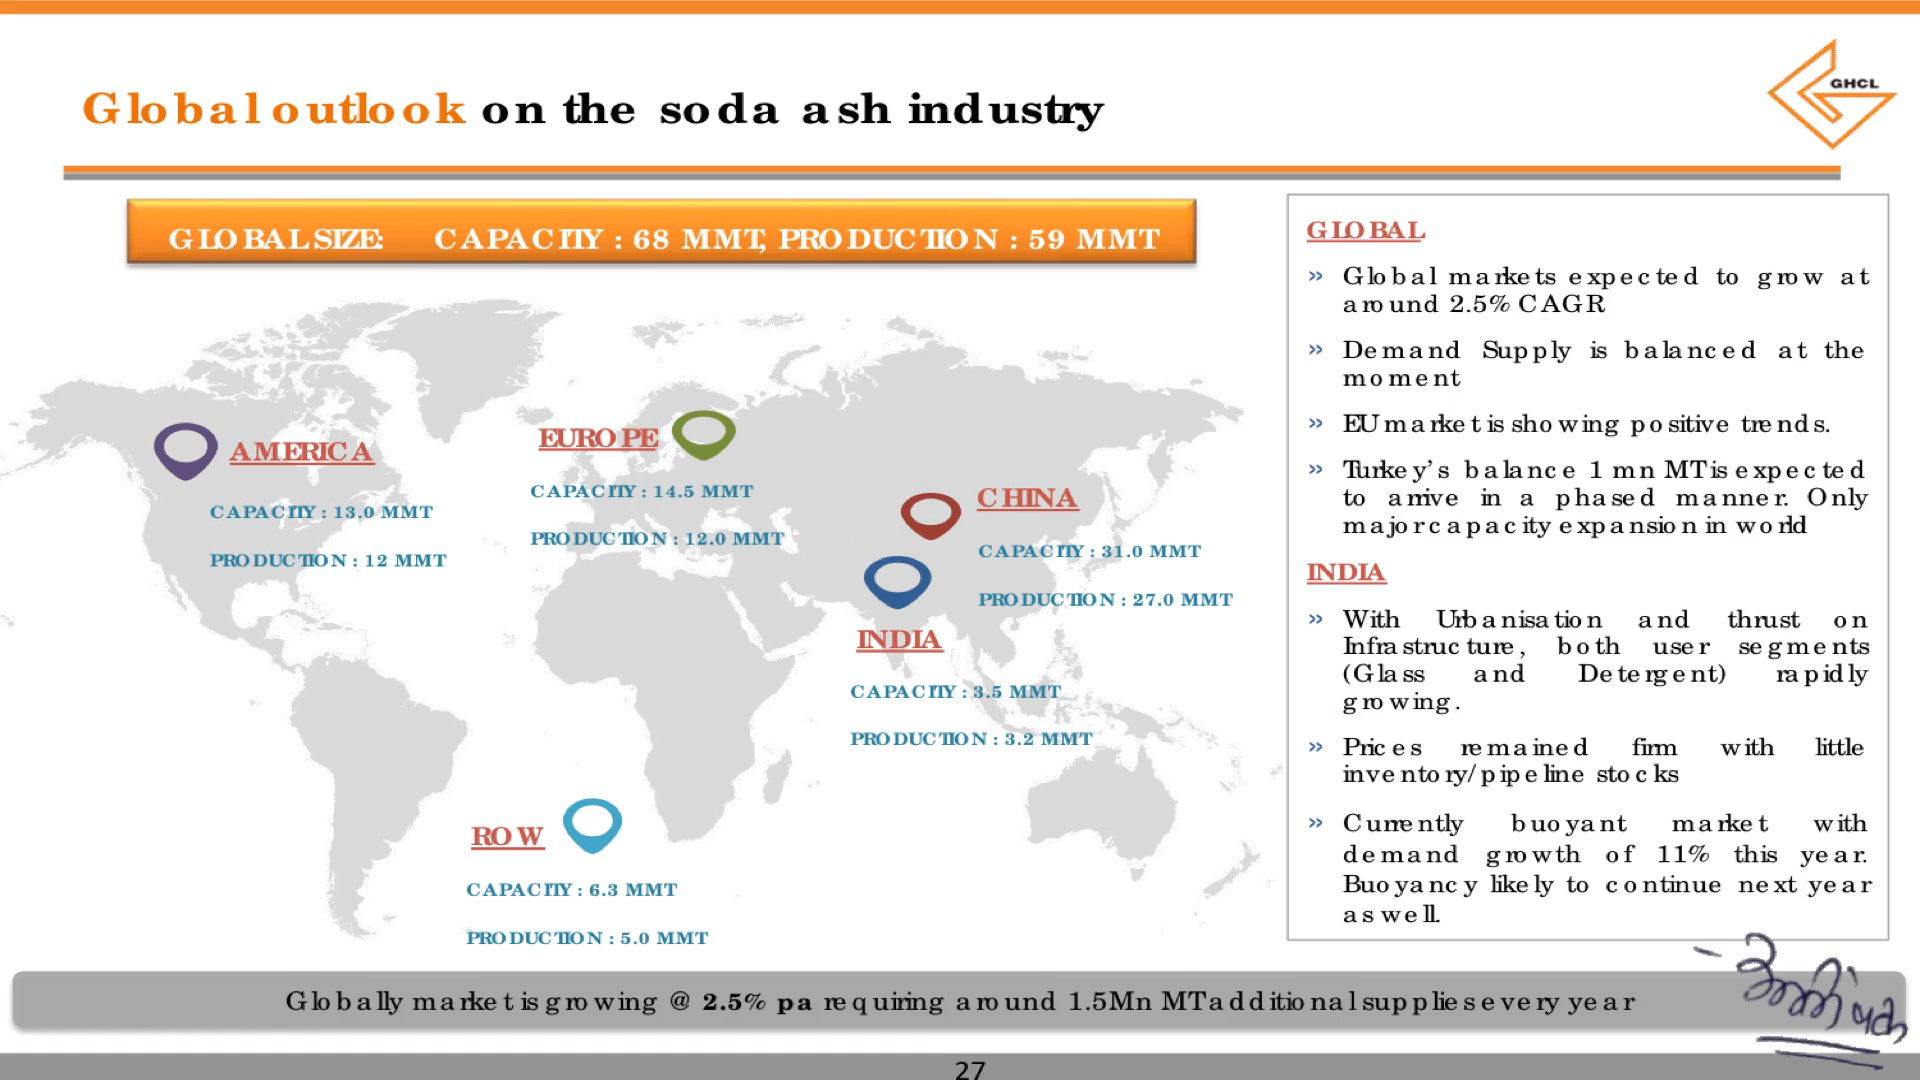 GHCL
Global outlook on the soda ash industry
GLOBAL SIZE: CAPACITY : 68 MMT, PRODUCTION : 59 MMT
AMERICA
CAPACITY : 13.0 MMT
PRODUCTION : 12 MMT
EUROPE
CAPACITY : 14.5 MMT
PRODUCTION : 12.0 MMT
CHINA
CAPACITY : 31.0 MMT
PRODUCTION : 27.0 MMT
INDIA
CAPACITY : 3.5 MMT
PRODUCTION : 3.2 MMT
ROW
CAPACITY : 6.3 MMT
PRODUCTION : 5.0 MMT
GLOBAL
» Global markets expected to grow at
around 2.5% CAGR
» Demand Supply is balanced at the
moment
» EU market is showing positive trends.
» Turkey’s balance 1 mn MT is expected
to arrive in a phased manner. Only
major capacity expansion in world
INDIA
» With Urbanisation and thrust on
Infrastructure, both user segments
(Glass and Detergent) rapidly
growing.
» Prices remained firm with little
inventory/pipeline stocks
» Currently buoyant market with
demand growth of 11% this year.
Buoyancy likely to continue next year
as well.
Globally market is growing @ 2.5% pa requiring around 1.5Mn MT additional supplies every year
27